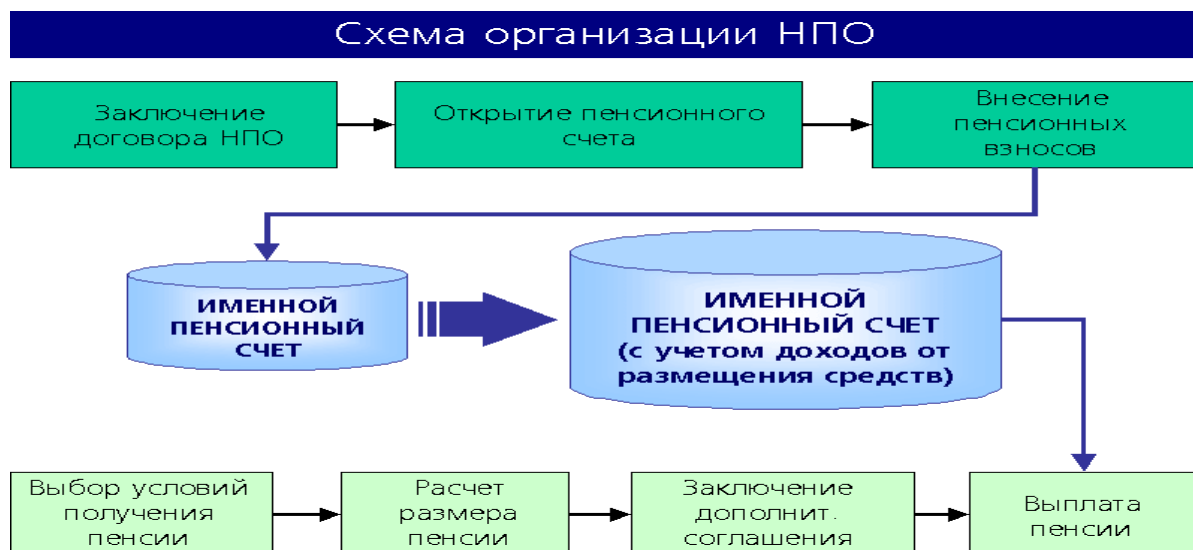 Схема организации НПО
Заключение
договора НПО
Открытие пенсионного
счета
Внесение
пенсионных
взносов
ИМЕННОЙ
ПЕНСИОННЫЙ
СЧЕТ
ИМЕННОЙ
ПЕНСИОННЫЙ СЧЕТ
(с учетом доходов от
размещения средств)
Выбор условий
получения
пенсии
Расчет
размера
пенсии
Заключение
дополнит.
соглашения
Выплата
пенсии